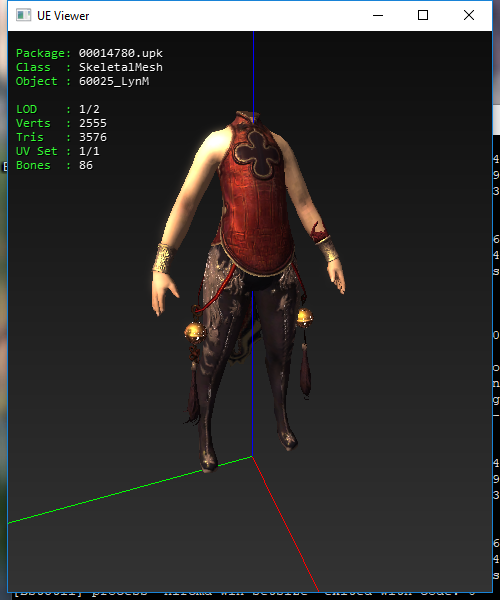 UE Viewer
Package: 00014780.upk
Class : SkeletalMesh
Object : 60025_LynM
LOD : 1/2
Verts : 2555
Tris : 3576
UV Set : 1/1
Bones : 86